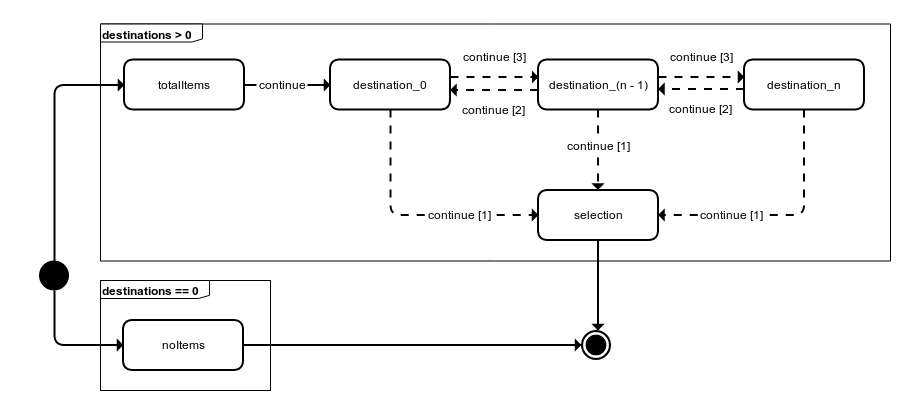 destinations > 0
continue [3]
continue [3]
totalItems
continue
destination_0
destination_(n - 1)
destination_n
continue [2]
continue [2]
continue [1]
continue [1]
selection
continue [1]
destinations == 0
noItems